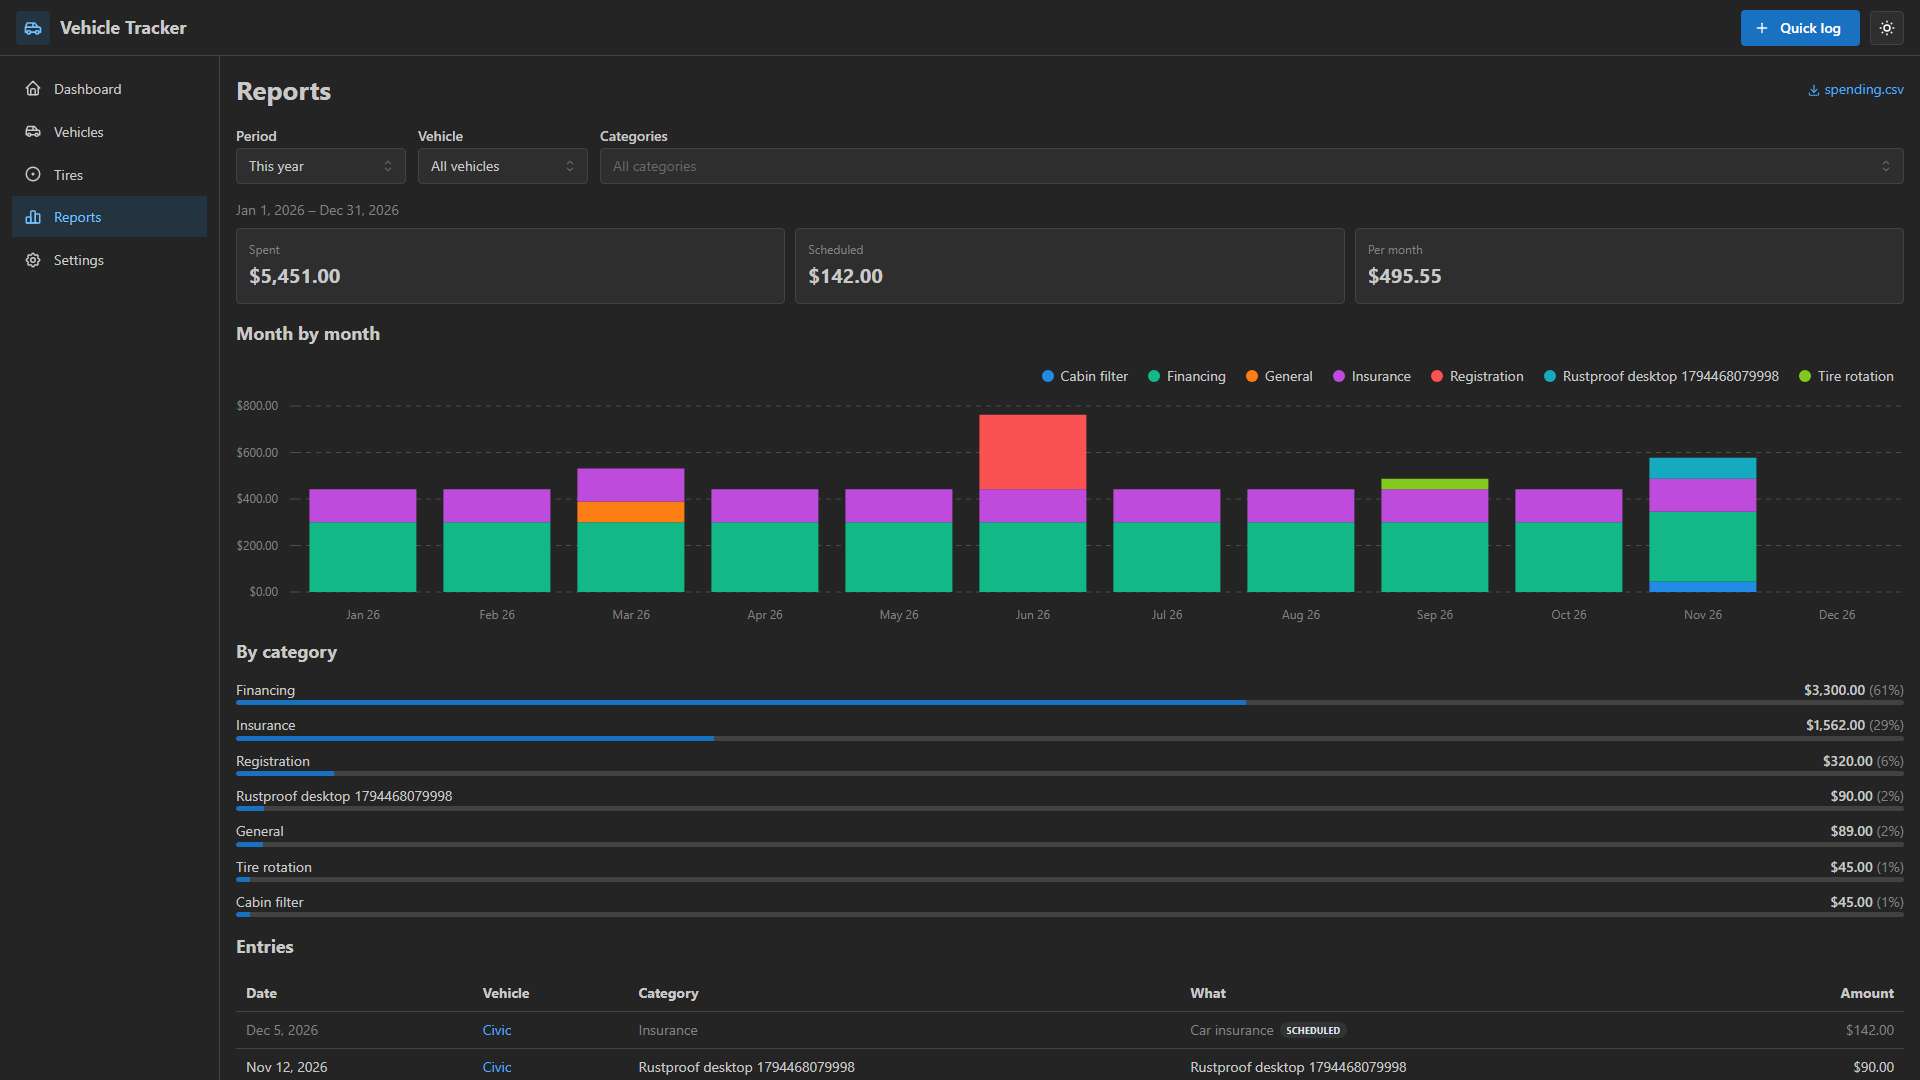 Vehicle Tracker
Quick log
Dashboard
Vehicles
Tires
Reports
Settings
Reports
spending.csv
Period Vehicle Categories
This year All vehicles All categories
Jan 1, 2026 – Dec 31, 2026
Spent
$5,451.00
Scheduled
$142.00
Per month
$495.55
Month by month
Cabin filter Financing General Insurance Registration Rustproof desktop 1794468079998 Tire rotation
$800.00
$600.00
$400.00
$200.00
$0.00
Jan 26 Feb 26 Mar 26 Apr 26 May 26 Jun 26 Jul 26 Aug 26 Sep 26 Oct 26 Nov 26 Dec 26
By category
Financing $3,300.00 (61%)
Insurance $1,562.00 (29%)
Registration $320.00 (6%)
Rustproof desktop 1794468079998 $90.00 (2%)
General $89.00 (2%)
Tire rotation $45.00 (1%)
Cabin filter $45.00 (1%)
Entries
Date Vehicle Category What Amount
Dec 5, 2026 Civic Insurance Car insurance SCHEDULED $142.00
Nov 12, 2026 Civic Rustproof desktop 1794468079998 Rustproof desktop 1794468079998 $90.00